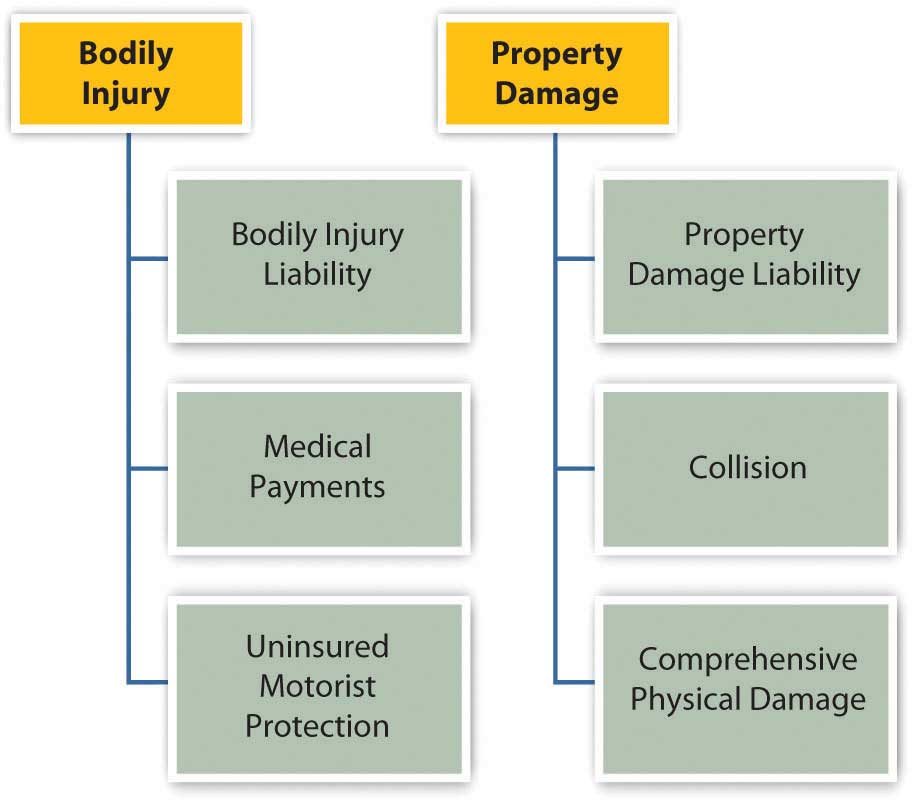 Bodily
Injury
Bodily Injury
Liability
Medical
Payments
Uninsured
Motorist
Protection
Property
Damage
Property
Damage Liability
Collision
Comprehensive
Physical Damage